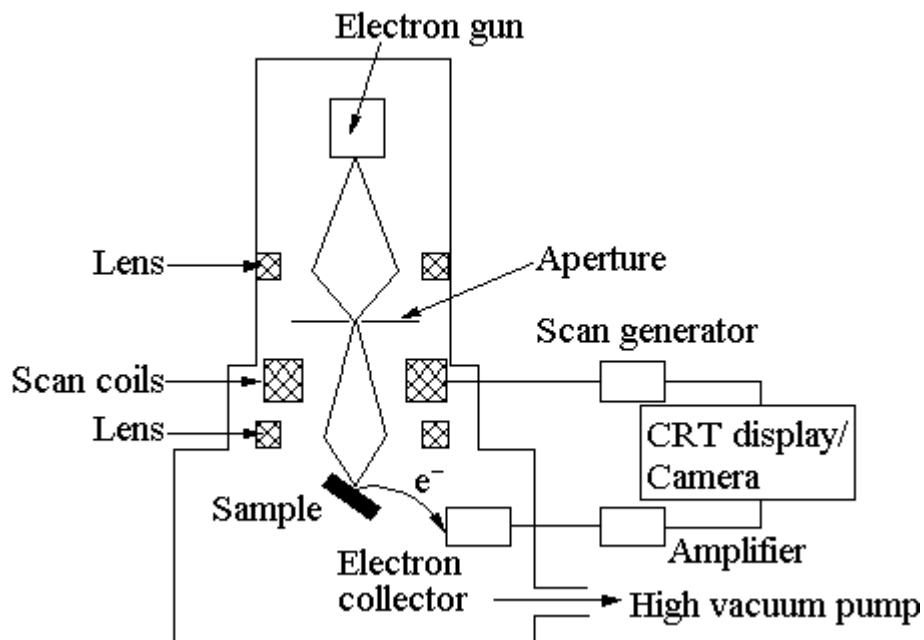 Electron gun
Lens
Aperture
Scan generator
Scan coils
Lens
CRT display/
Camera
e⁻
Sample
Amplifier
Electron
collector
High vacuum pump